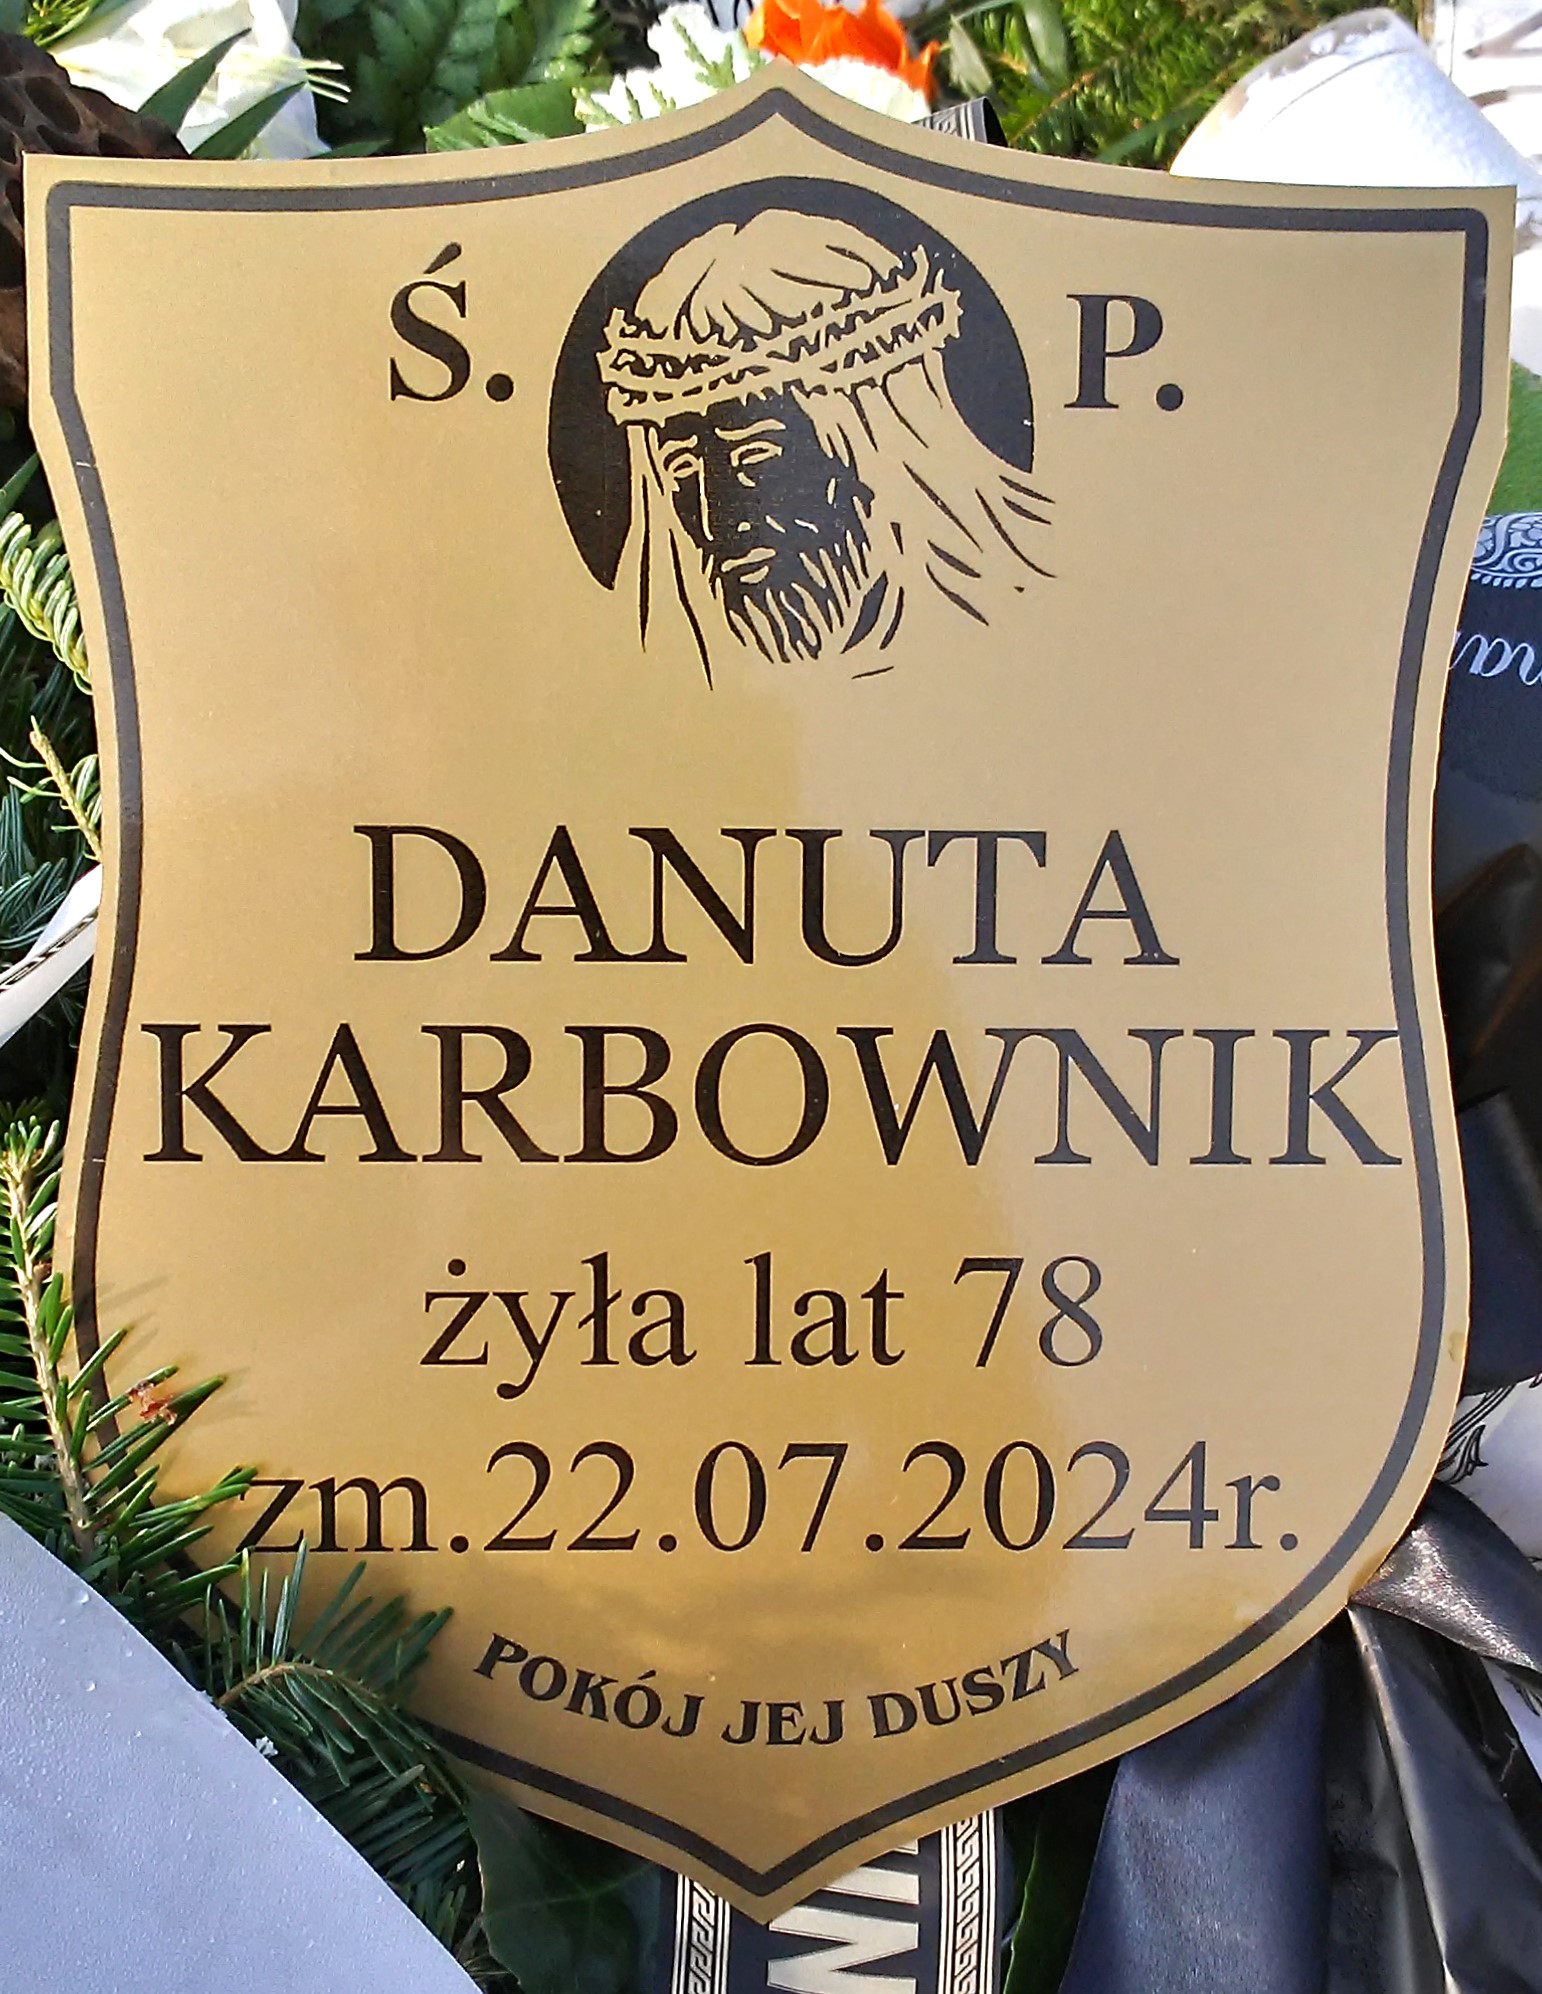 Ś. P.
DANUTA
KARBOWNIK
żyła lat 78
zm.22.07.2024r.
POKÓJ JEJ DUSZY